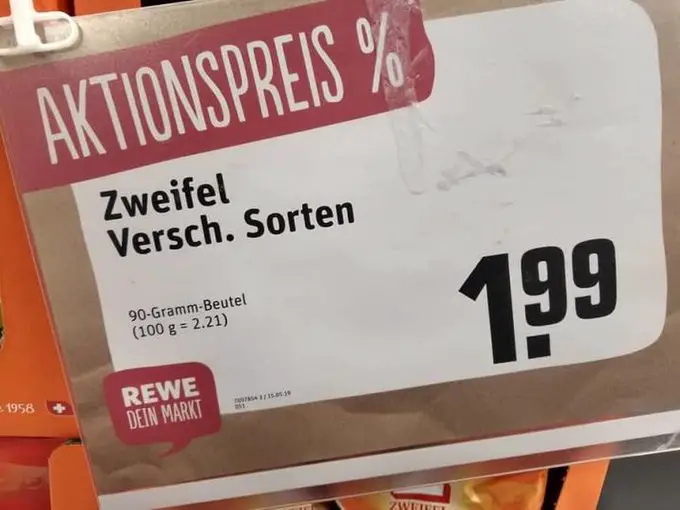 AKTIONSPREIS %
Zweifel
Versch. Sorten
90-Gramm-Beutel
(100 g = 2.21)
1.99
REWE
DEIN MARKT
1958
ZWEIFEL